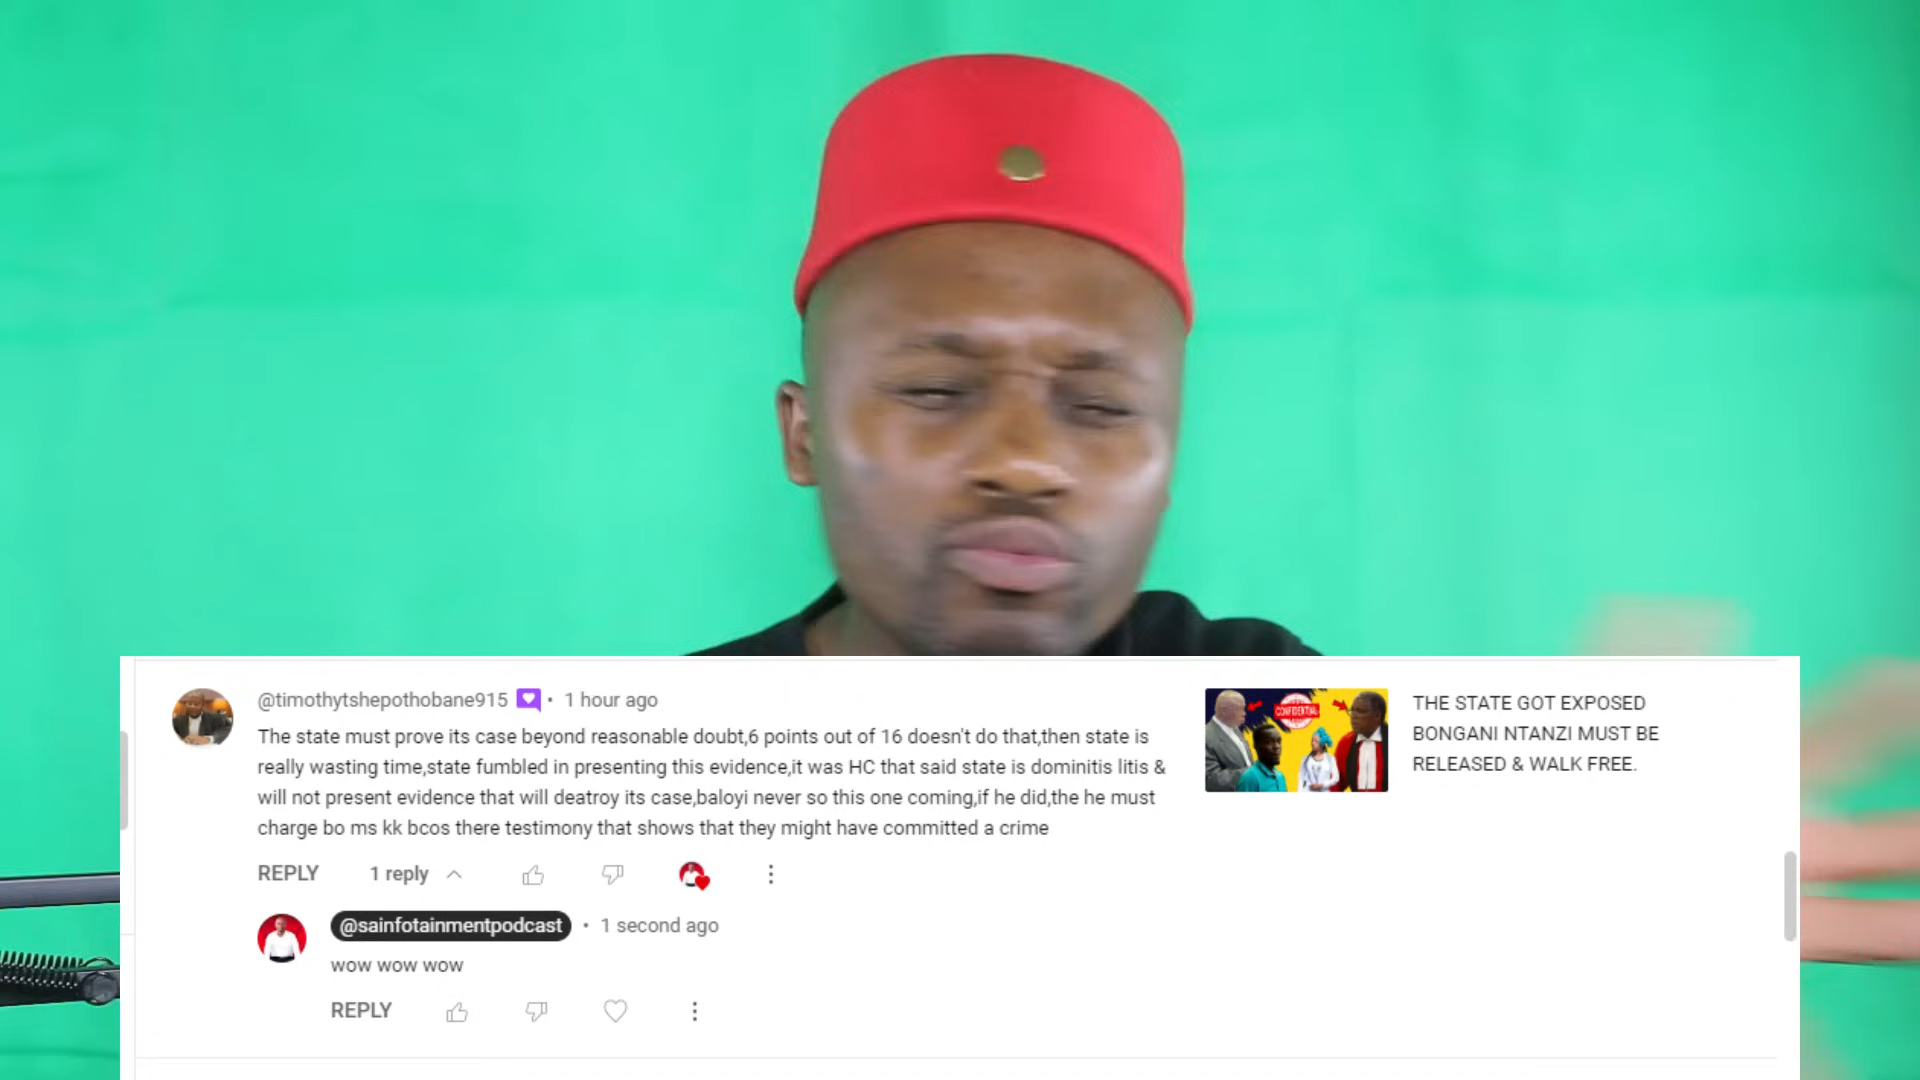 @timothytshepothobane915 • 1 hour ago
The state must prove its case beyond reasonable doubt,6 points out of 16 doesn't do that,then state is
really wasting time,state fumbled in presenting this evidence,it was HC that said state is dominitis litis &
will not present evidence that will deatroy its case,baloyi never so this one coming,if he did,the he must
charge bo ms kk bcos there testimony that shows that they might have committed a crime
REPLY 1 reply
@sainfotainmentpodcast • 1 second ago
wow wow wow
REPLY
CONFIDENTIAL
THE STATE GOT EXPOSED
BONGANI NTANZI MUST BE
RELEASED & WALK FREE.